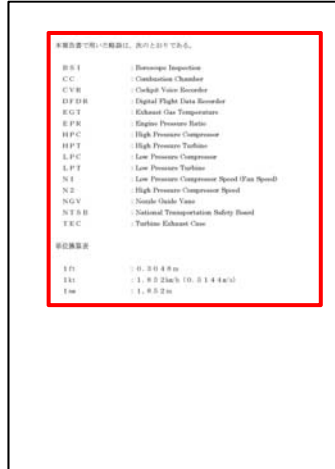 本報告書で用いた略語は、次のとおりである。
BSI : Borescope Inspection
CC : Combustion Chamber
CVR : Cockpit Voice Recorder
DFDR : Digital Flight Data Recorder
EGT : Exhaust Gas Temperature
EPR : Engine Pressure Ratio
HPC : High Pressure Compressor
HPT : High Pressure Turbine
LPC : Low Pressure Compressor
LPT : Low Pressure Turbine
N1 : Low Pressure Compressor Speed (Fan Speed)
N2 : High Pressure Compressor Speed
NGV : Nozzle Guide Vane
NTSB : National Transportation Safety Board
TEC : Turbine Exhaust Case
単位換算表
1ft : 0.3048m
1kt : 1.852km/h (0.5144m/s)
1nm : 1,852m